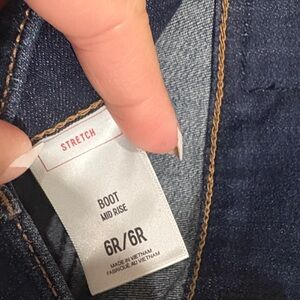 STRETCH
BOOT
MID RISE
6R/6R
MADE IN VIETNAM
FABRIQUÉ AU VIETNAM